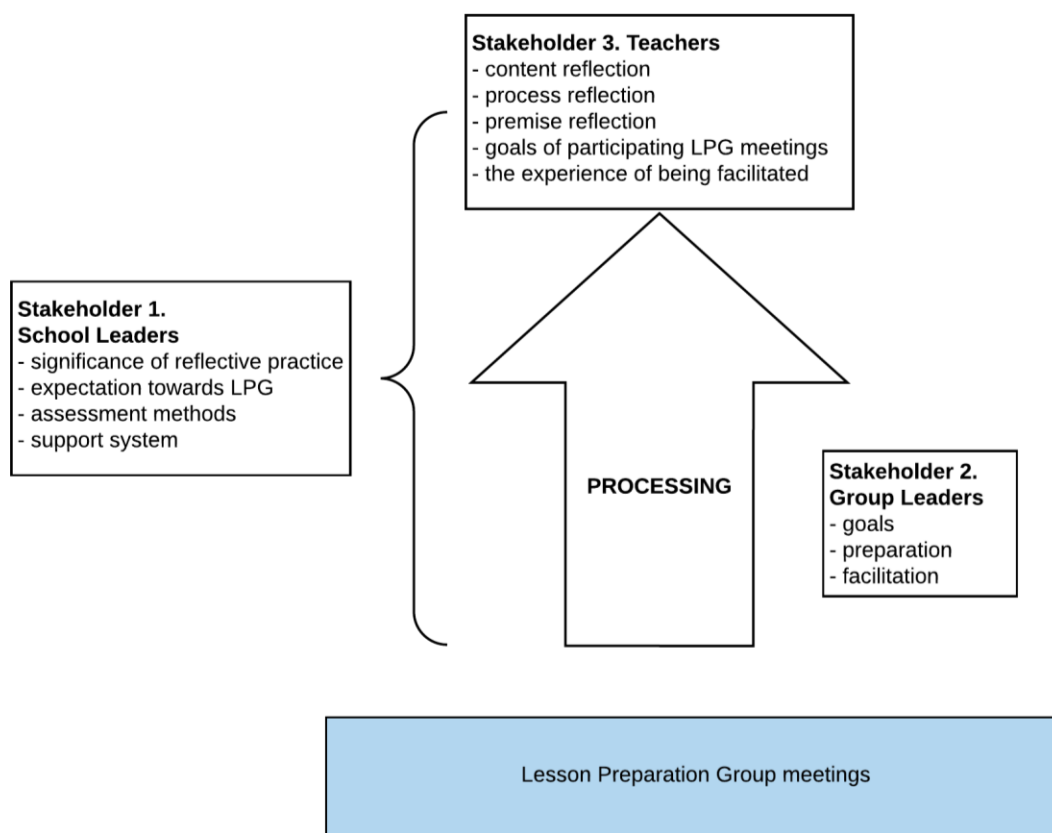 Stakeholder 3. Teachers
- content reflection
- process reflection
- premise reflection
- goals of participating LPG meetings
- the experience of being facilitated
Stakeholder 1.
School Leaders
- significance of reflective practice
- expectation towards LPG
- assessment methods
- support system
PROCESSING
Stakeholder 2.
Group Leaders
- goals
- preparation
- facilitation
Lesson Preparation Group meetings